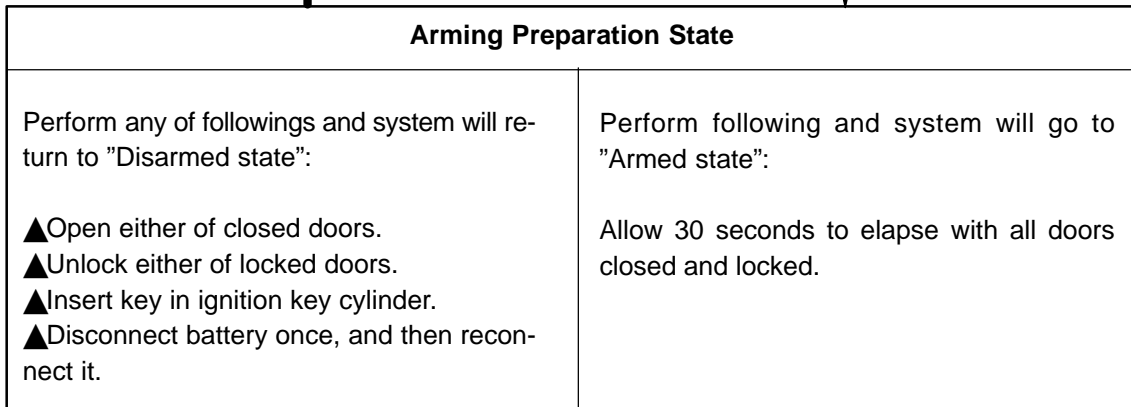 Arming Preparation State
Perform any of followings and system will re-
turn to ”Disarmed state”:
▲Open either of closed doors.
▲Unlock either of locked doors.
▲Insert key in ignition key cylinder.
▲Disconnect battery once, and then recon-
nect it.
Perform following and system will go to
”Armed state”:
Allow 30 seconds to elapse with all doors
closed and locked.